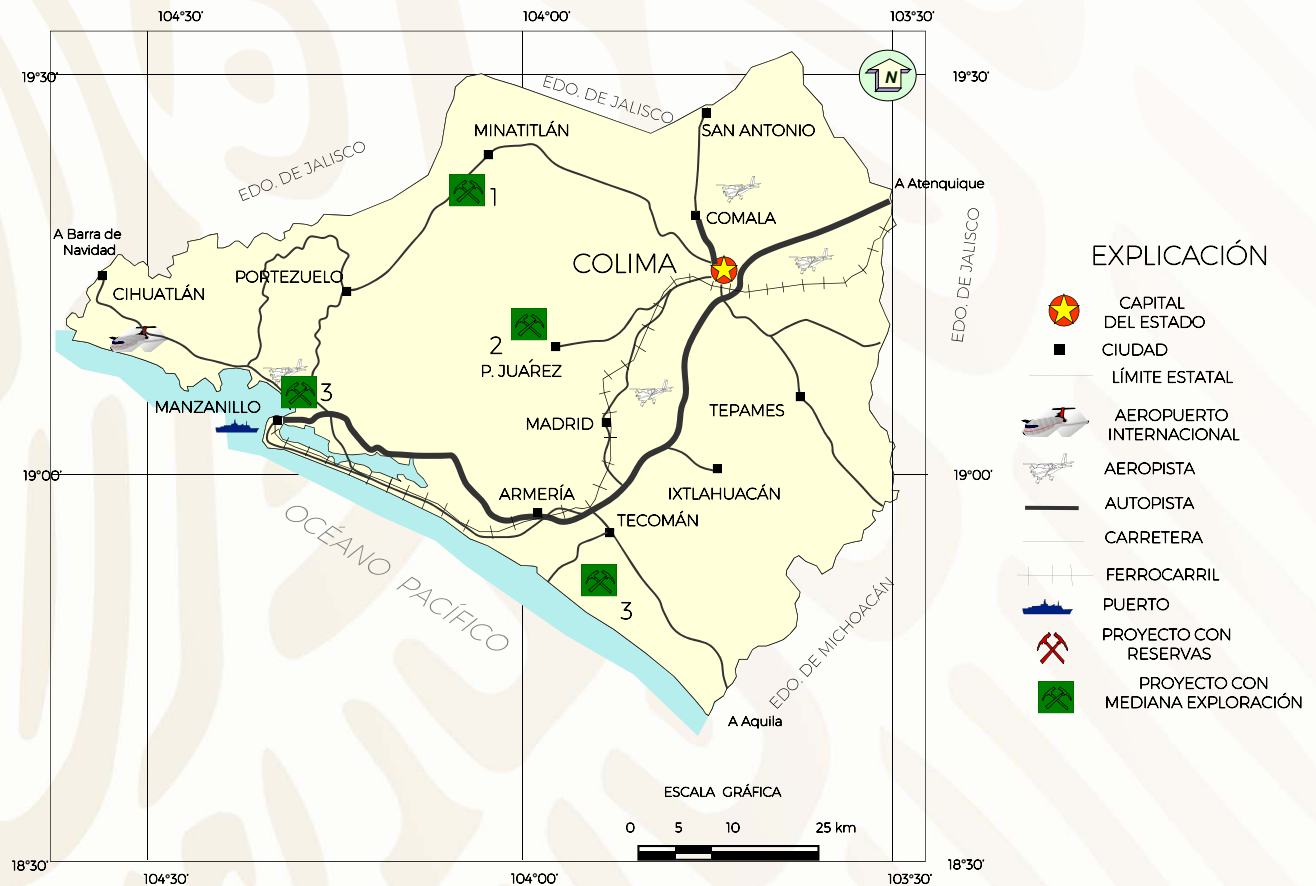 104°30'
104°00'
103°30'
19°30'
19°30'
N
EDO. DE JALISCO
MINATITLÁN
SAN ANTONIO
EDO. DE JALISCO
A Atenquique
1
COMALA
EDO. DE JALISCO
A Barra de
Navidad
COLIMA
PORTEZUELO
CIHUATLÁN
2
P. JUÁREZ
3
MANZANILLO
MADRID
TEPAMES
19°00'
19°00'
ARMERÍA
IXTLAHUACÁN
TECOMÁN
OCÉANO PACÍFICO
3
EDO. DE MICHOACÁN
A Aquila
ESCALA GRÁFICA
0 5 10 25 km
18°30'
18°30'
104°30'
104°00'
103°30'
EXPLICACIÓN
CAPITAL
DEL ESTADO
CIUDAD
LÍMITE ESTATAL
AEROPUERTO
INTERNACIONAL
AEROPISTA
AUTOPISTA
CARRETERA
FERROCARRIL
PUERTO
PROYECTO CON
RESERVAS
PROYECTO CON
MEDIANA EXPLORACIÓN